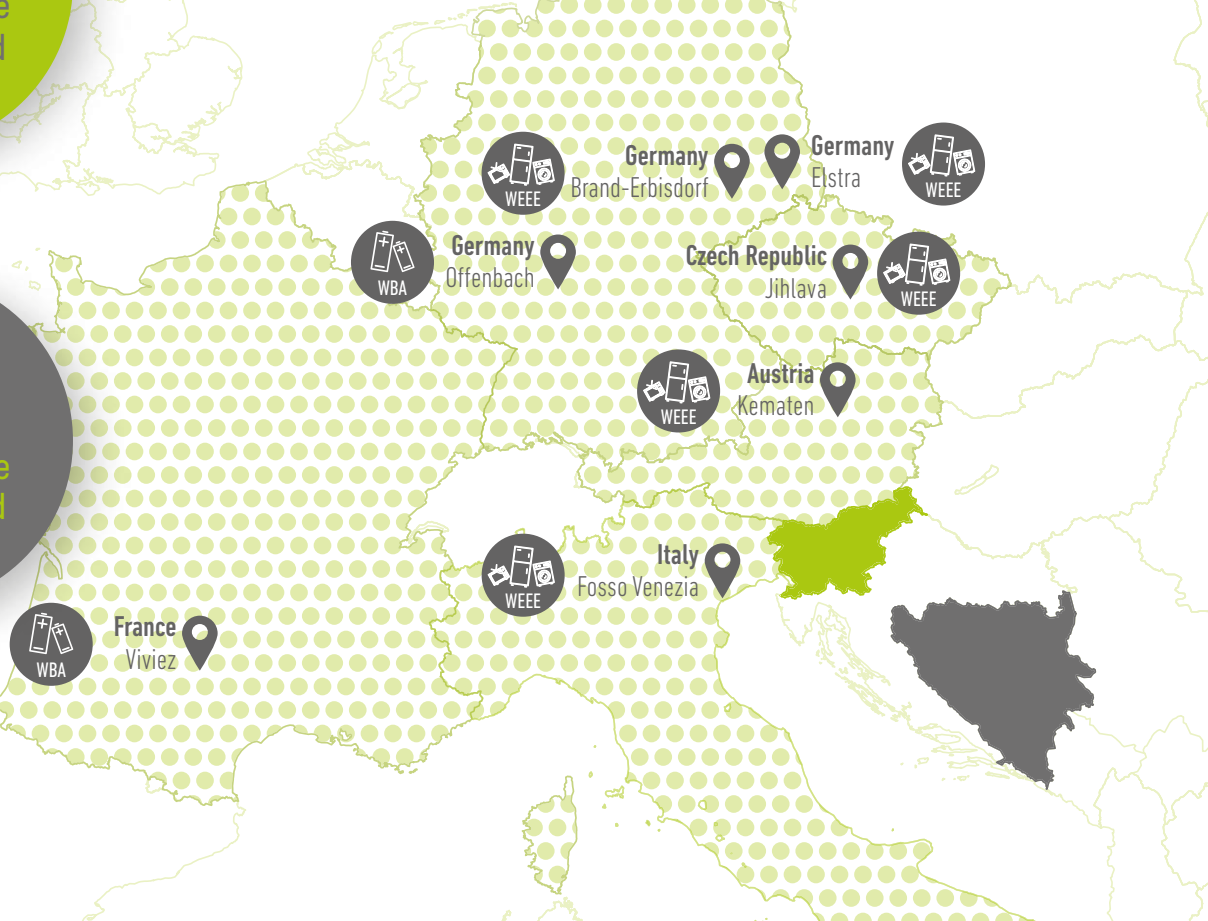 Germany
Brand-Erbisdorf
WEEE
Germany
Elstra
WEEE
Germany
Offenbach
WBA
Czech Republic
Jihlava
WEEE
Austria
Kematen
WEEE
Italy
Fosso Venezia
WEEE
France
Viviez
WBA